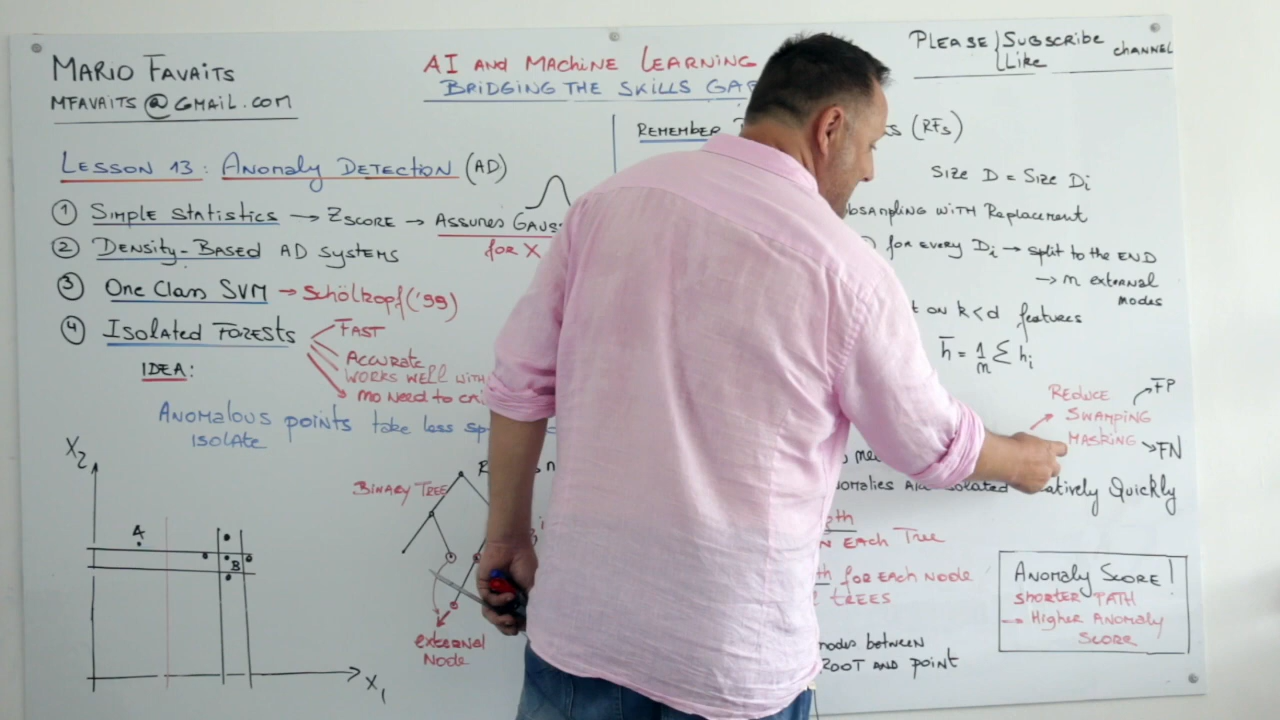 MARIO FAVAITS
MFAVAITS@GMAIL.COM
AI AND MACHINE LEARNING
BRIDGING THE SKILLS GAP
PLEASE SUBSCRIBE
LIKE
CHANNEL
LESSON 13: ANOMALY DETECTION (AD)
① SIMPLE STATISTICS → ZSCORE → ASSUMES GAUS
FOR X
② DENSITY-BASED AD SYSTEMS
③ ONE CLASS SVM → SCHÖLKOPF('99)
④ ISOLATED FORESTS
FAST
ACCURATE
WORKS WELL WITH
NO NEED TO
IDEA:
ANOMALOUS POINTS TAKE LESS
ISOLATE
X2
A
B
X1
BINARY TREE
EXTERNAL
NODE
REMEMBER
(RFs)
SIZE D = SIZE Di
WITH REPLACEMENT
FOR EVERY Di → SPLIT TO THE END
→ m EXTERNAL
NODES
ON k<d FEATURES
h̄ = 1/m Σ hi
REDUCE
SWAMPING
MASKING
FP
FN
QUICKLY
IN EACH TREE
FOR EACH NODE
TREES
NODES BETWEEN
ROOT AND POINT
ANOMALY SCORE!
SHORTER PATH
→ HIGHER ANOMALY
SCORE